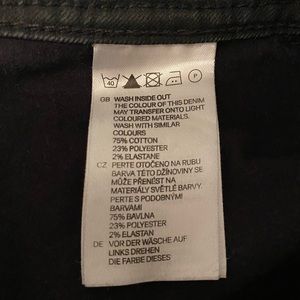 40 P
GB WASH INSIDE OUT
THE COLOUR OF THIS DENIM
MAY TRANSFER ONTO LIGHT
COLOURED MATERIALS.
WASH WITH SIMILAR
COLOURS
75% COTTON
23% POLYESTER
2% ELASTANE
CZ PERTE OTOČENO NA RUBU
BARVA TÉTO DŽÍNOVINY SE
MŮŽE PŘENÉST NA
MATERIÁLY SVĚTLÉ BARVY.
PERTE S PODOBNÝMI
BARVAMI
75% BAVLNA
23% POLYESTER
2% ELASTAN
DE VOR DER WÄSCHE AUF
LINKS DREHEN
DIE FARBE DIESES